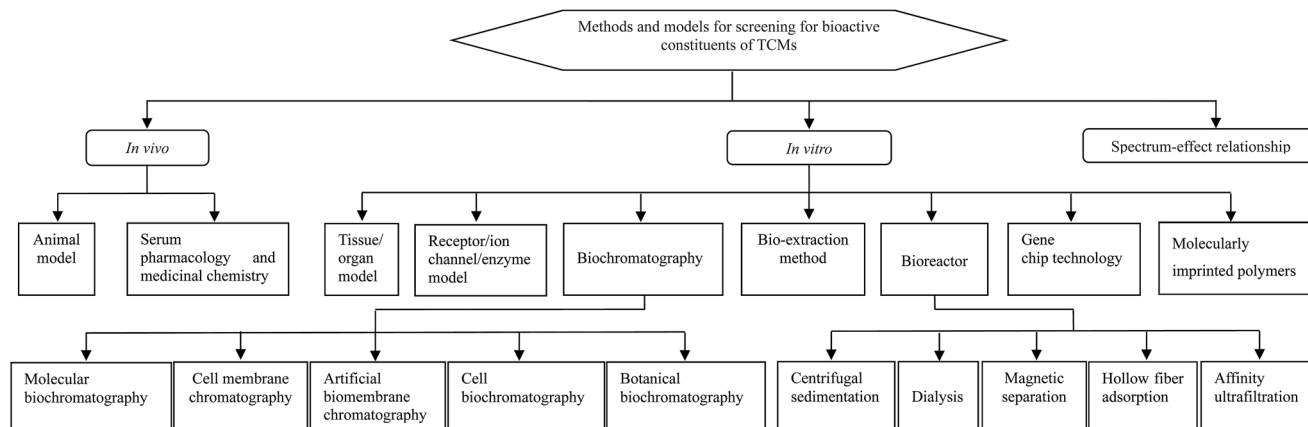 Methods and models for screening for bioactive
constituents of TCMs
In vivo
In vitro
Spectrum-effect relationship
Animal
model
Serum
pharmacology and
medicinal chemistry
Tissue/
organ model
Receptor/ion
channel/enzyme
model
Biochromatography
Bio-extraction
method
Bioreactor
Gene
chip technology
Molecularly
imprinted polymers
Molecular
biochromatography
Cell membrane
chromatography
Artificial
biomembrane
chromatography
Cell
biochromatography
Botanical
biochromatography
Centrifugal
sedimentation
Dialysis
Magnetic
separation
Hollow fiber
adsorption
Affinity
ultrafiltration